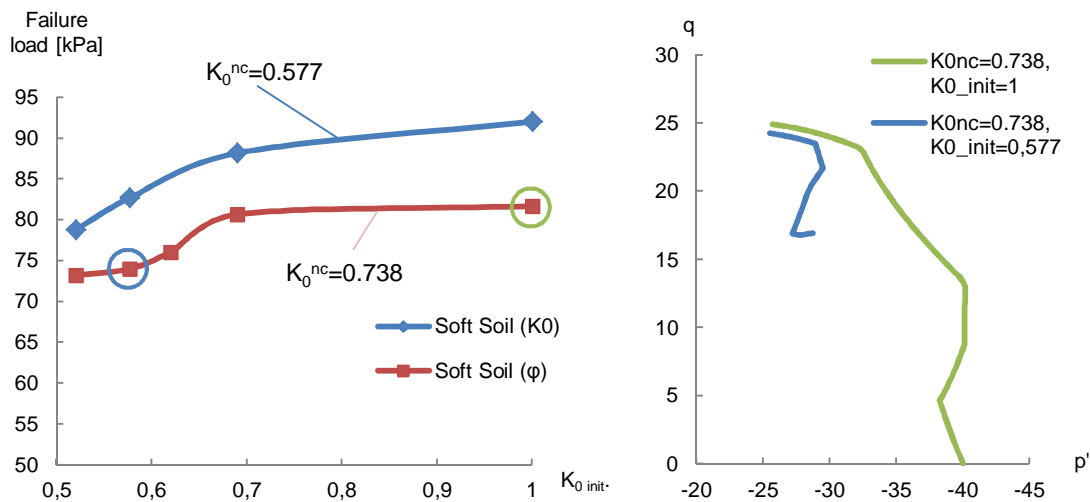 Failure
load [kPa]
K0nc=0.577
95
90
85
80
75
70
65
60
55
50
K0nc=0.738
Soft Soil (K0)
Soft Soil (φ)
0,5
0,6
0,7
0,8
0,9
1
K0 init.
q
30
25
20
15
10
5
0
K0nc=0.738,
K0_init=1
K0nc=0.738,
K0_init=0,577
-20
-25
-30
-35
-40
-45
p'